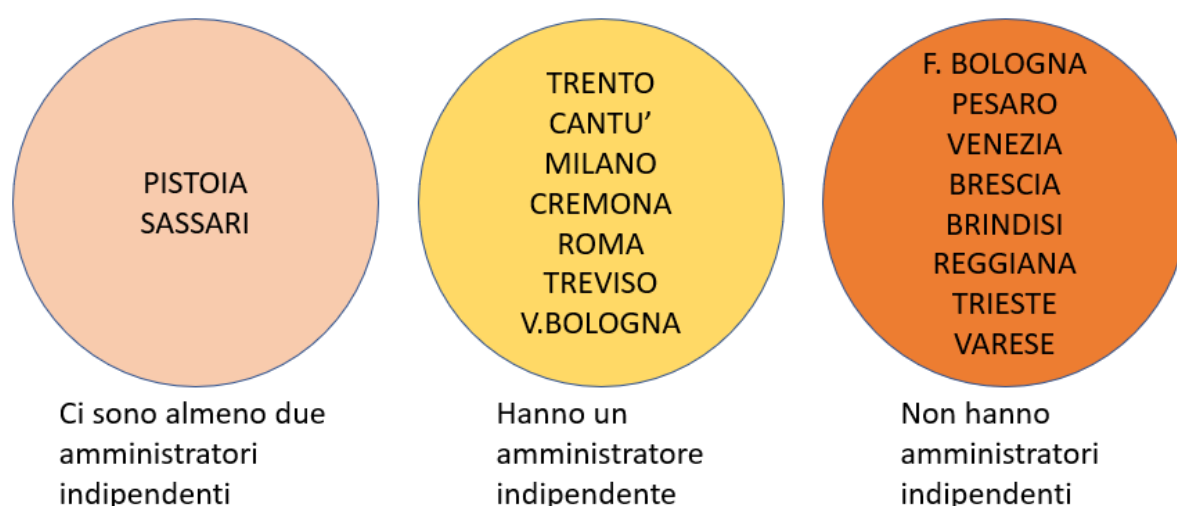 PISTOIA
SASSARI
TRENTO
CANTU’
MILANO
CREMONA
ROMA
TREVISO
V.BOLOGNA
F. BOLOGNA
PESARO
VENEZIA
BRESCIA
BRINDISI
REGGIANA
TRIESTE
VARESE
Ci sono almeno due
amministratori
indipendenti
Hanno un
amministratore
indipendente
Non hanno
amministratori
indipendenti